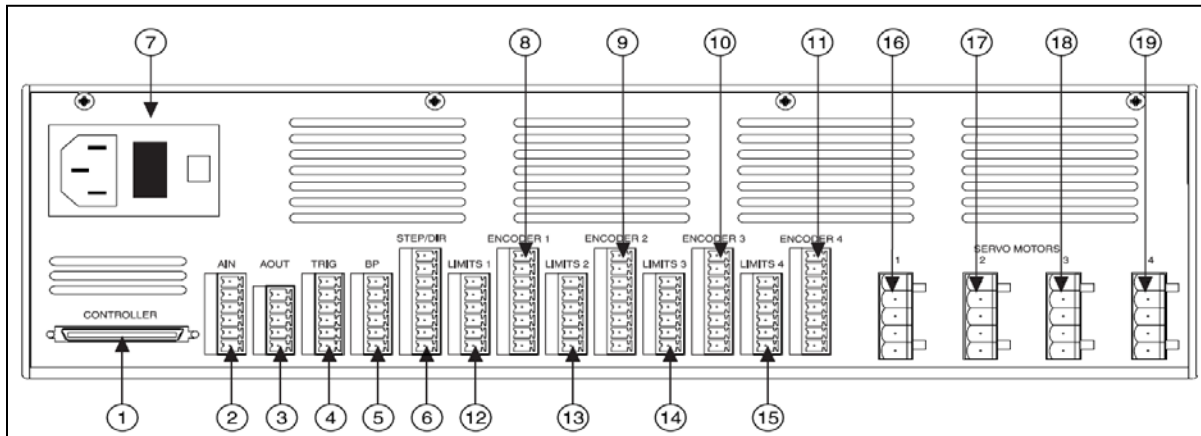 7
8
9
10
11
16
17
18
19
STEP/DIR
ENCODER 1
ENCODER 2
ENCODER 3
ENCODER 4
SERVO MOTORS
AIN
AOUT
TRIG
BP
LIMITS 1
LIMITS 2
LIMITS 3
LIMITS 4
1
2
3
4
CONTROLLER
1
2
3
4
5
6
12
13
14
15